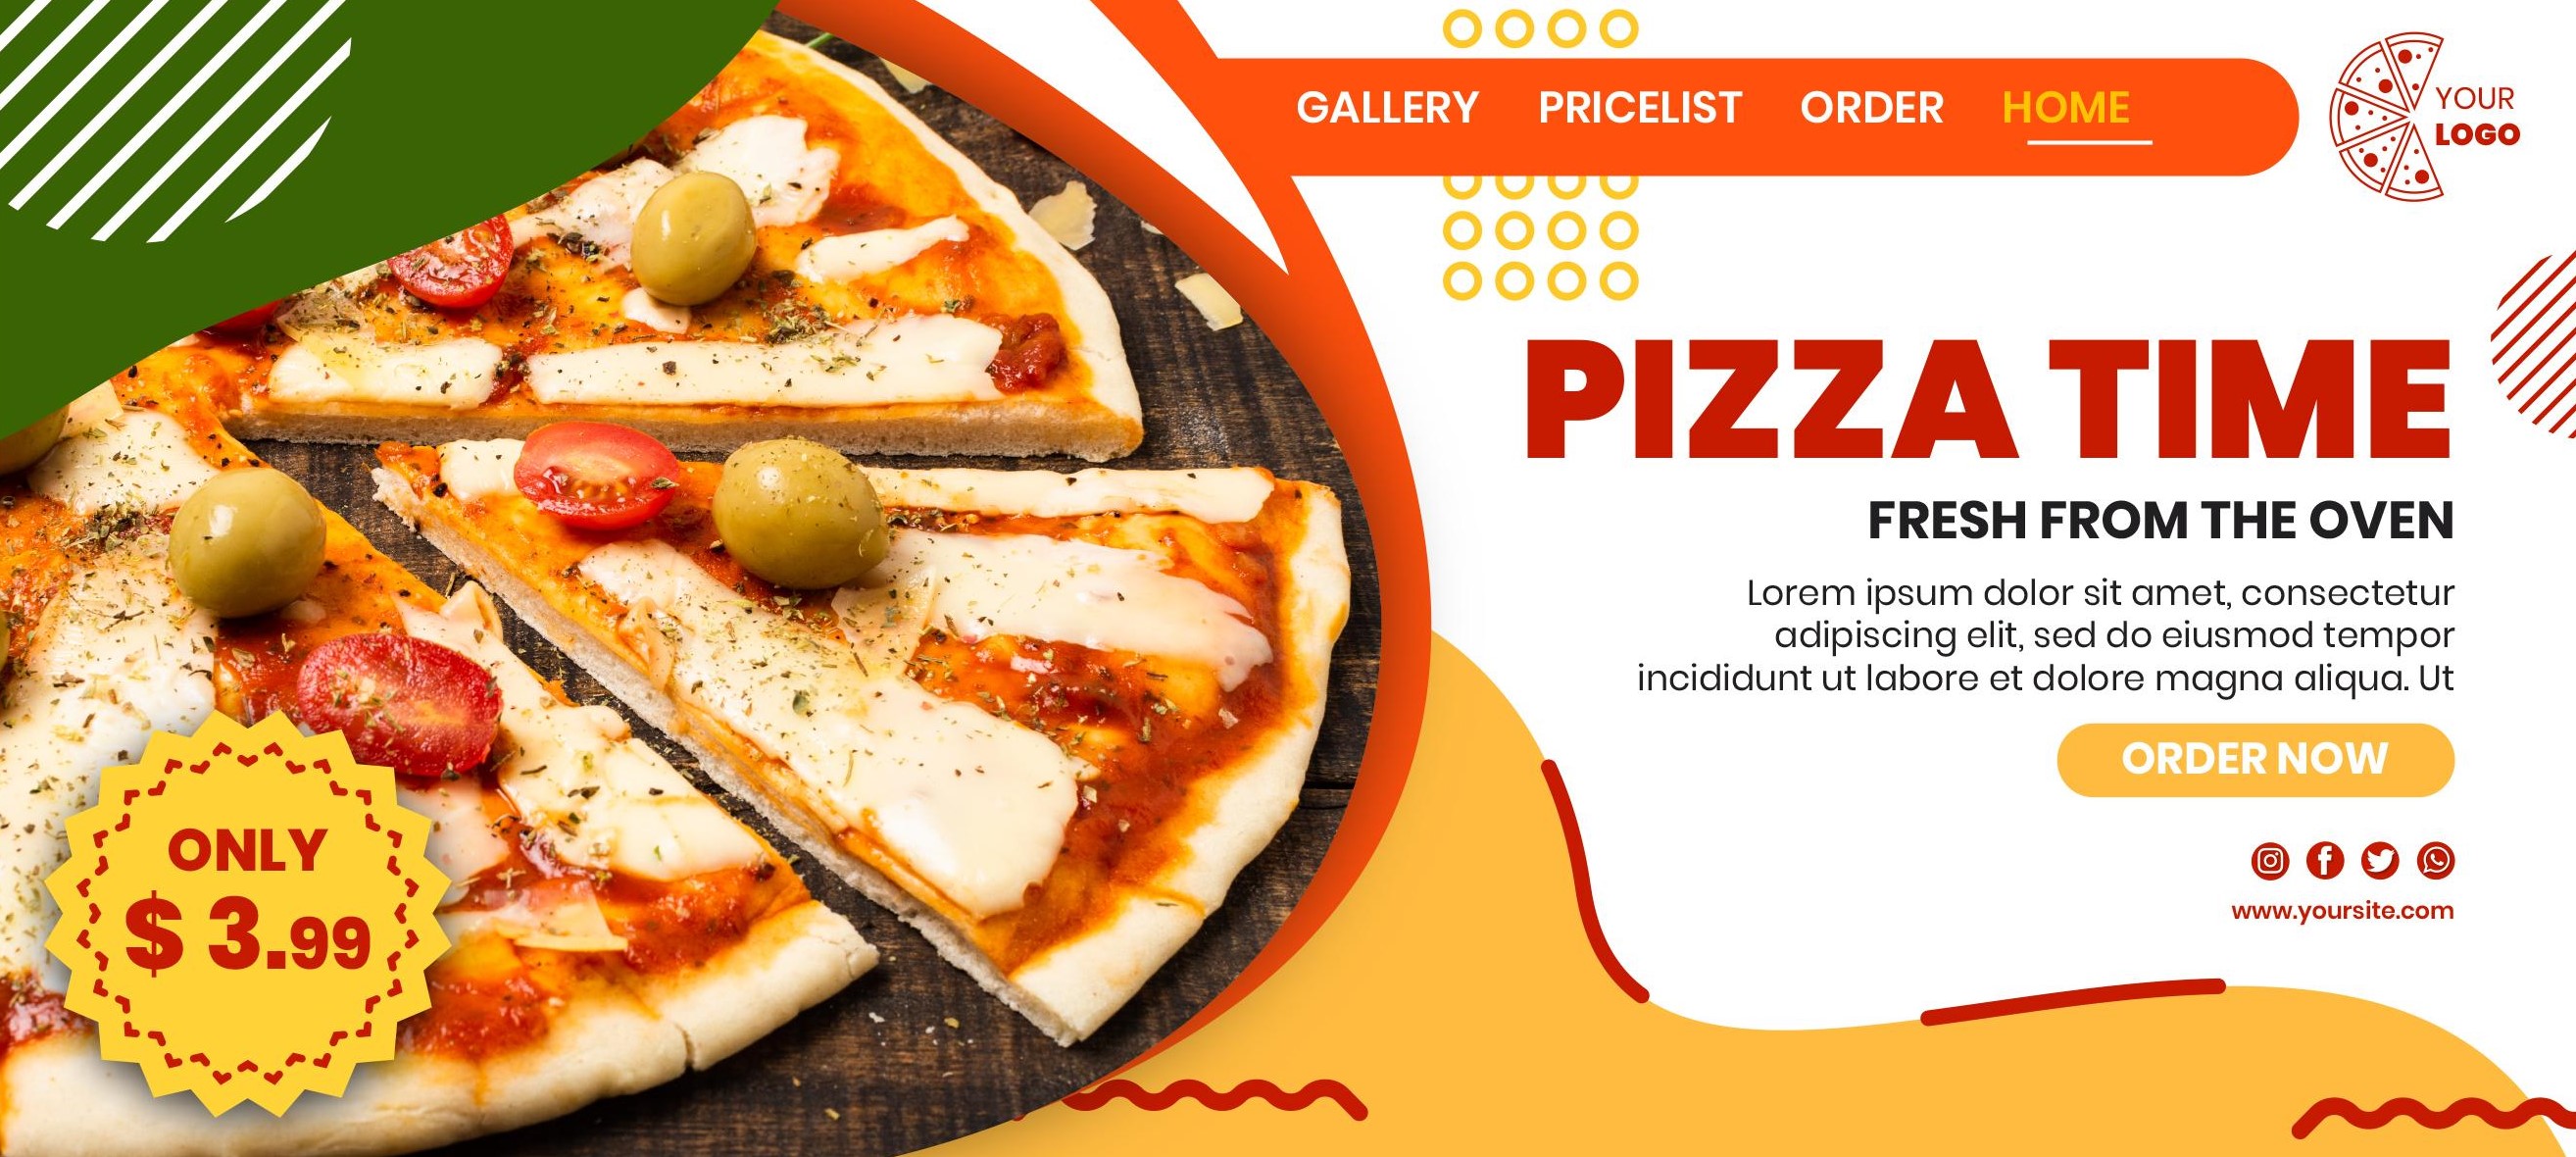 GALLERY PRICELIST ORDER HOME
YOUR
LOGO
PIZZA TIME
FRESH FROM THE OVEN
Lorem ipsum dolor sit amet, consectetur
adipiscing elit, sed do eiusmod tempor
incididunt ut labore et dolore magna aliqua. Ut
ORDER NOW
www.yoursite.com
ONLY
$ 3.99